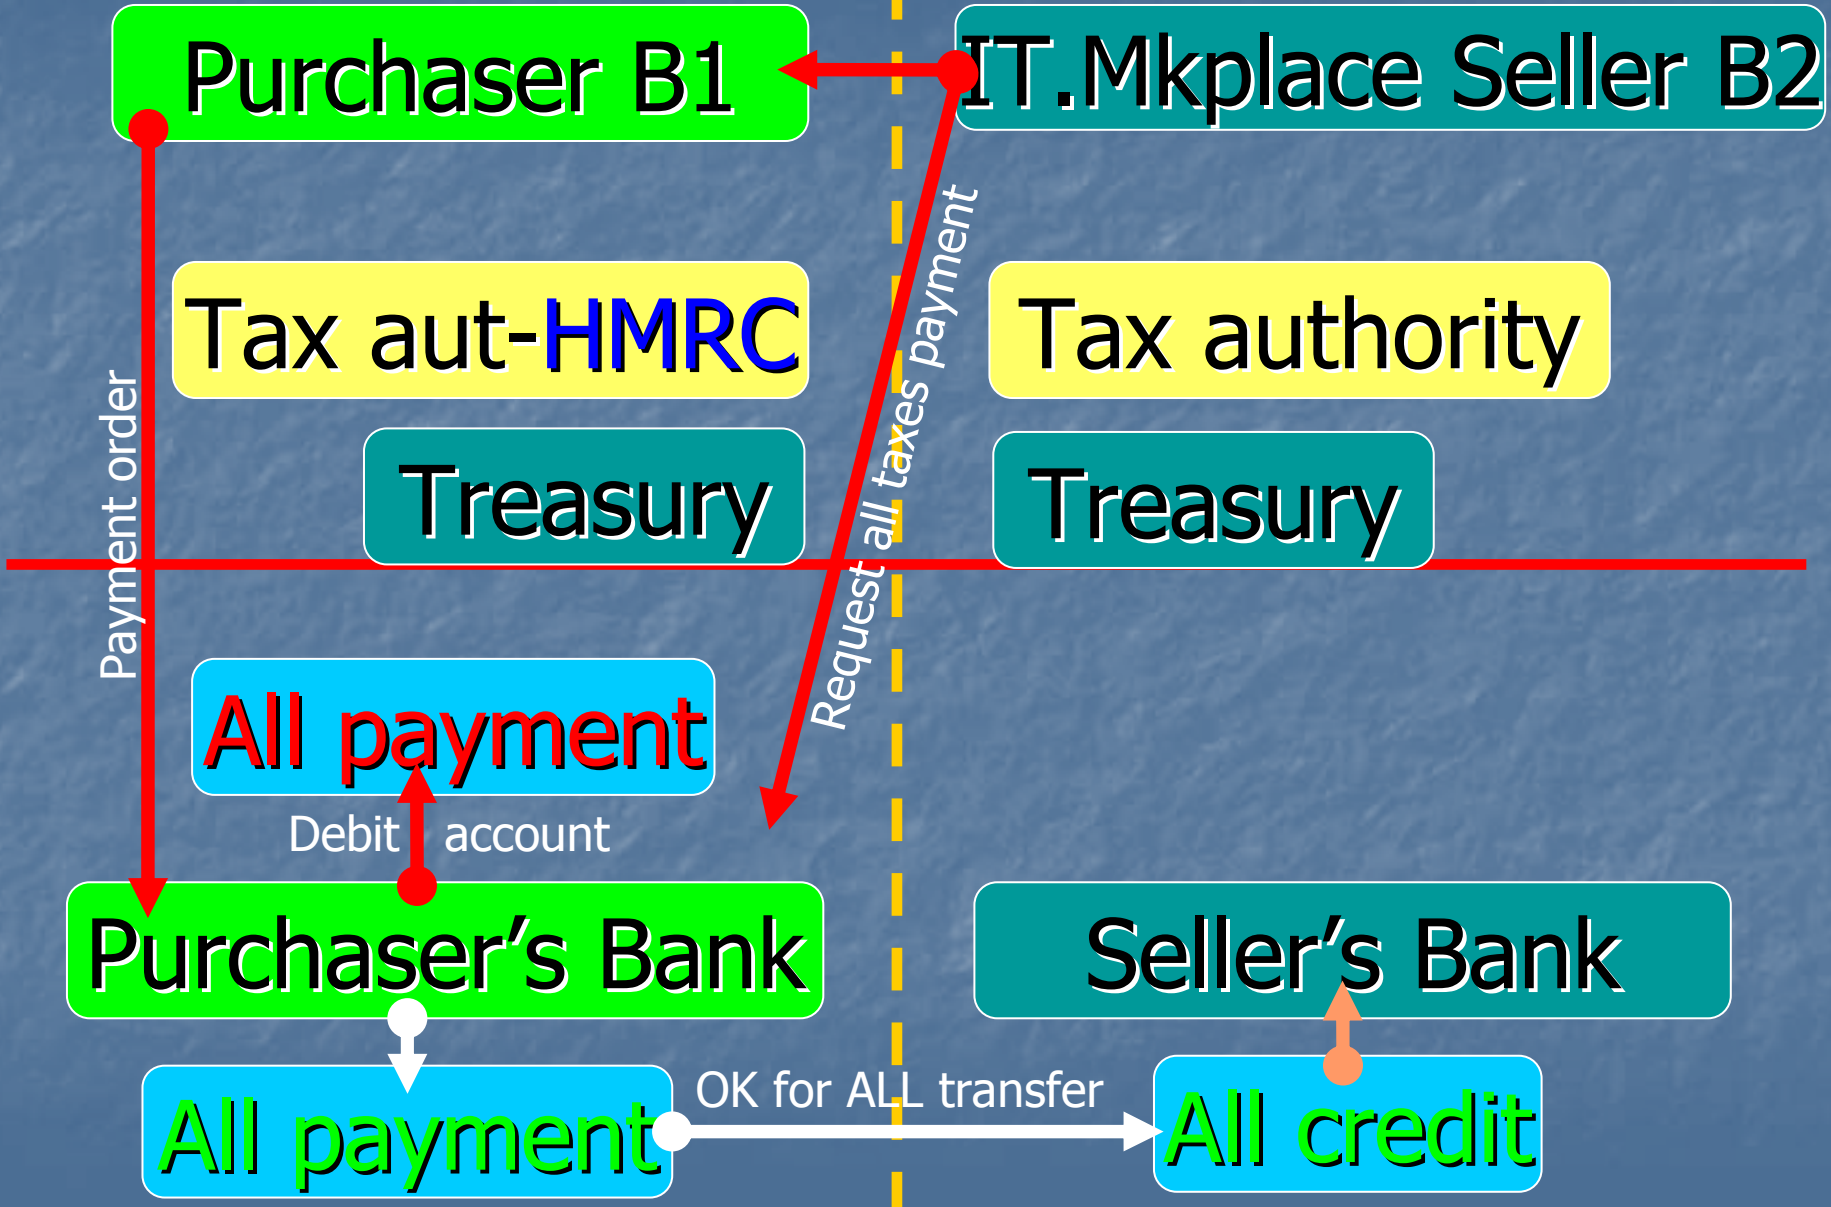 Purchaser B1
IT.Mkplace Seller B2
Tax aut-HMRC
Tax authority
Treasury
Treasury
Payment order
Request all taxes payment
All payment
Debit account
Purchaser’s Bank
Seller’s Bank
All payment
OK for ALL transfer
All credit